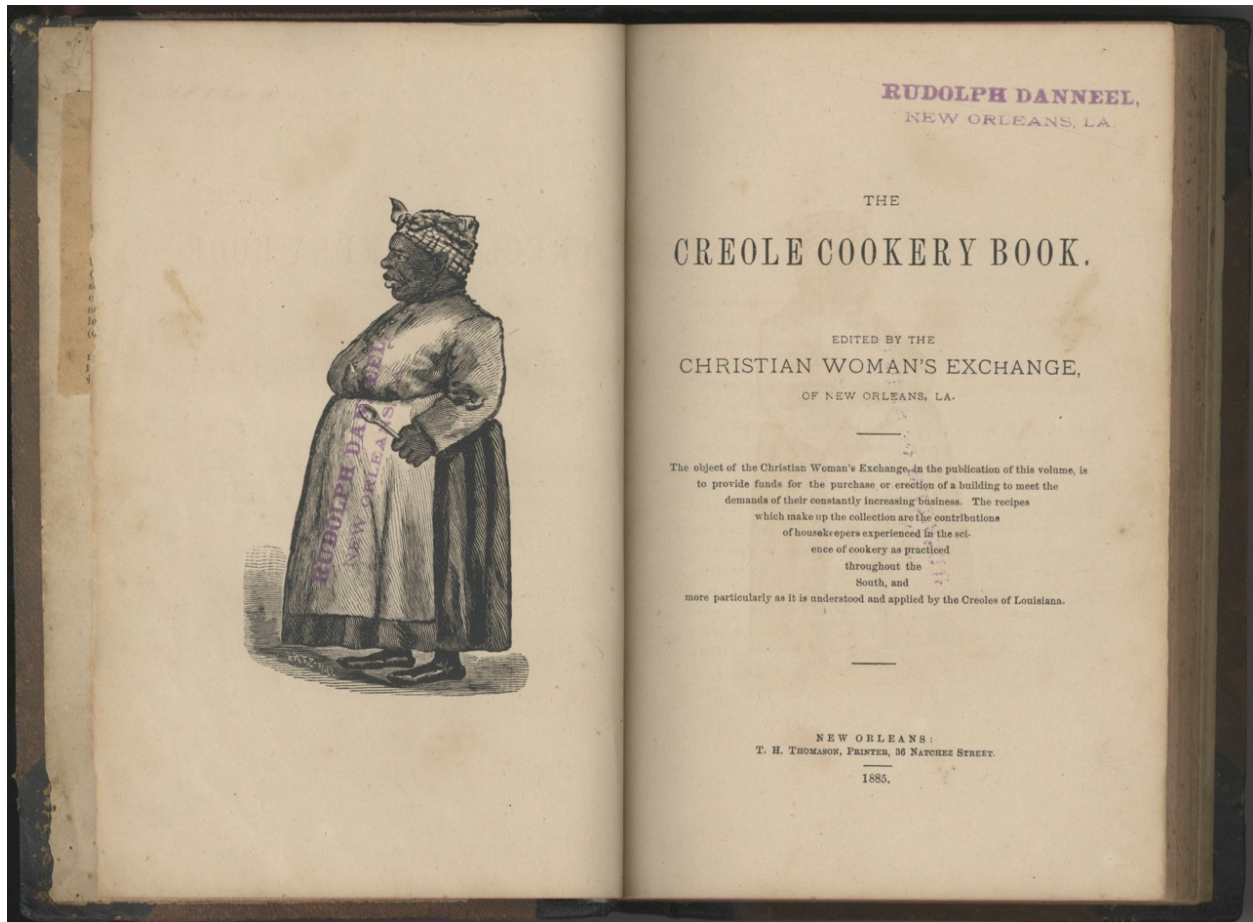 RUDOLPH DANNEEL,
NEW ORLEANS, LA.
RUDOLPH DANNEEL,
NEW ORLEANS,
THE
CREOLE COOKERY BOOK.
EDITED BY THE
CHRISTIAN WOMAN'S EXCHANGE,
OF NEW ORLEANS, LA.
The object of the Christian Woman's Exchange, in the publication of this volume, is
to provide funds for the purchase or erection of a building to meet the
demands of their constantly increasing business. The recipes
which make up the collection are the contributions
of housekeepers experienced in the sci-
ence of cookery as practiced
throughout the
South, and
more particularly as it is understood and applied by the Creoles of Louisiana.
NEW ORLEANS:
T. H. THOMASON, PRINTER, 36 NATCHEZ STREET.
1885.